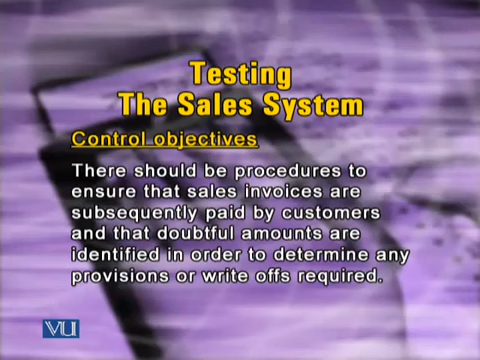 Testing
The Sales System
Control objectives
There should be procedures to
ensure that sales invoices are
subsequently paid by customers
and that doubtful amounts are
identified in order to determine any
provisions or write offs required.
VU